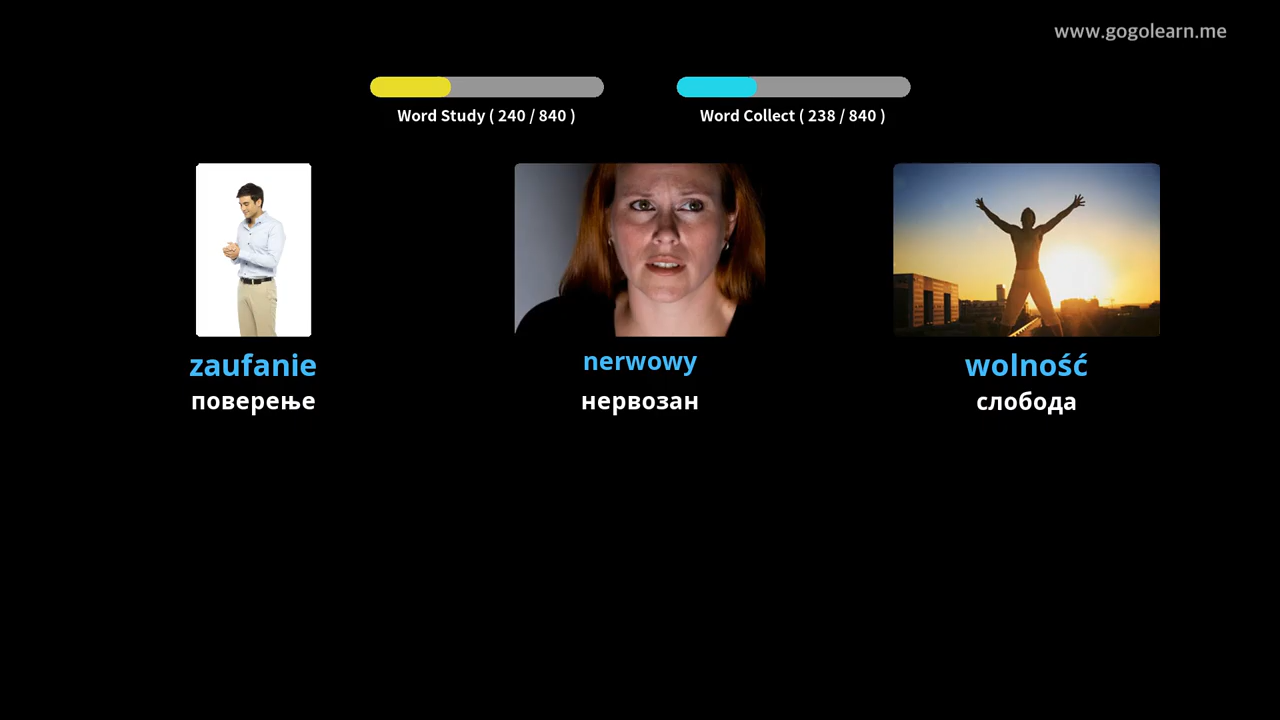 www.gogolearn.me
Word Study ( 240 / 840 )
Word Collect ( 238 / 840 )
zaufanie
поверење
nerwowy
нервозан
wolność
слобода